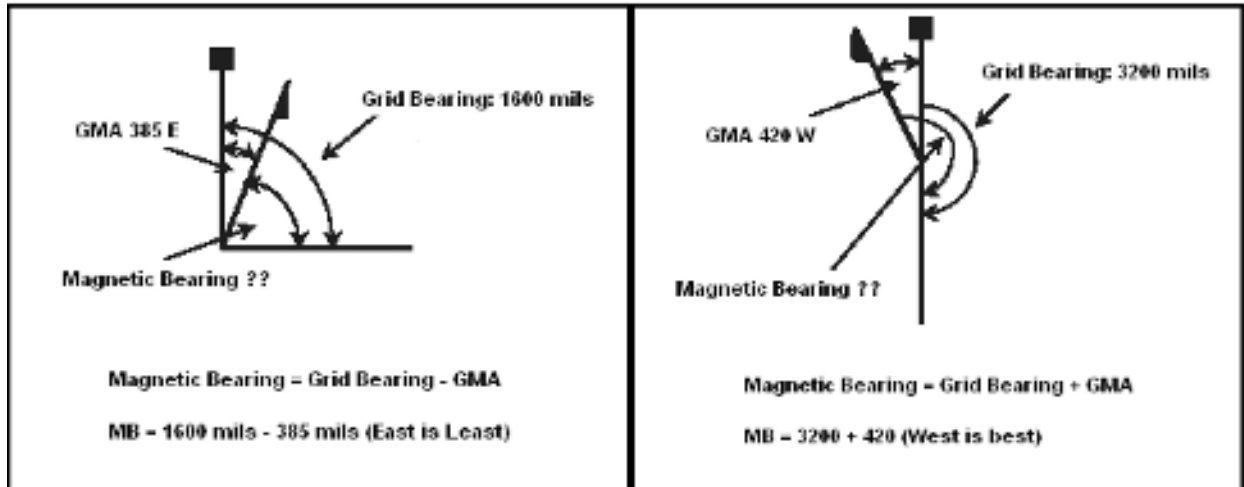 Grid Bearing: 1600 mils
GMA 385 E
Magnetic Bearing ??
Magnetic Bearing = Grid Bearing - GMA
MB = 1600 mils - 385 mils (East is Least)
Grid Bearing: 3200 mils
GMA 420 W
Magnetic Bearing ??
Magnetic Bearing = Grid Bearing + GMA
MB = 3200 + 420 (West is best)